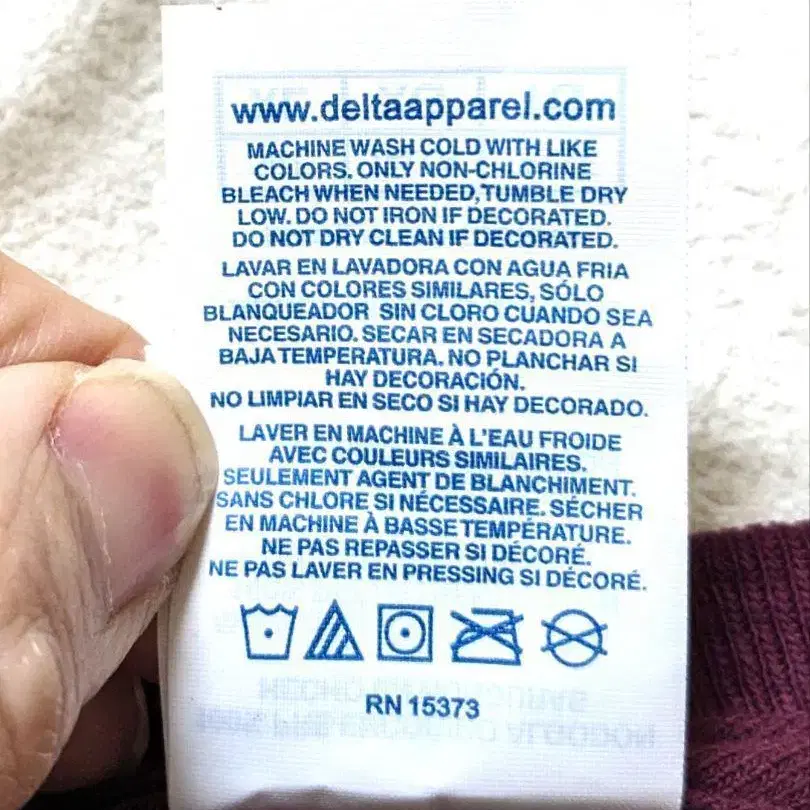 www.deltaapparel.com
MACHINE WASH COLD WITH LIKE
COLORS. ONLY NON-CHLORINE
BLEACH WHEN NEEDED, TUMBLE DRY
LOW. DO NOT IRON IF DECORATED.
DO NOT DRY CLEAN IF DECORATED.
LAVAR EN LAVADORA CON AGUA FRIA
CON COLORES SIMILARES, SÓLO
BLANQUEADOR SIN CLORO CUANDO SEA
NECESARIO. SECAR EN SECADORA A
BAJA TEMPERATURA. NO PLANCHAR SI
HAY DECORACIÓN.
NO LIMPIAR EN SECO SI HAY DECORADO.
LAVER EN MACHINE À L'EAU FROIDE
AVEC COULEURS SIMILAIRES.
SEULEMENT AGENT DE BLANCHIMENT.
SANS CHLORE SI NÉCESSAIRE. SÉCHER
EN MACHINE À BASSE TEMPÉRATURE.
NE PAS REPASSER SI DÉCORÉ.
NE PAS LAVER EN PRESSING SI DÉCORÉ.
RN 15373